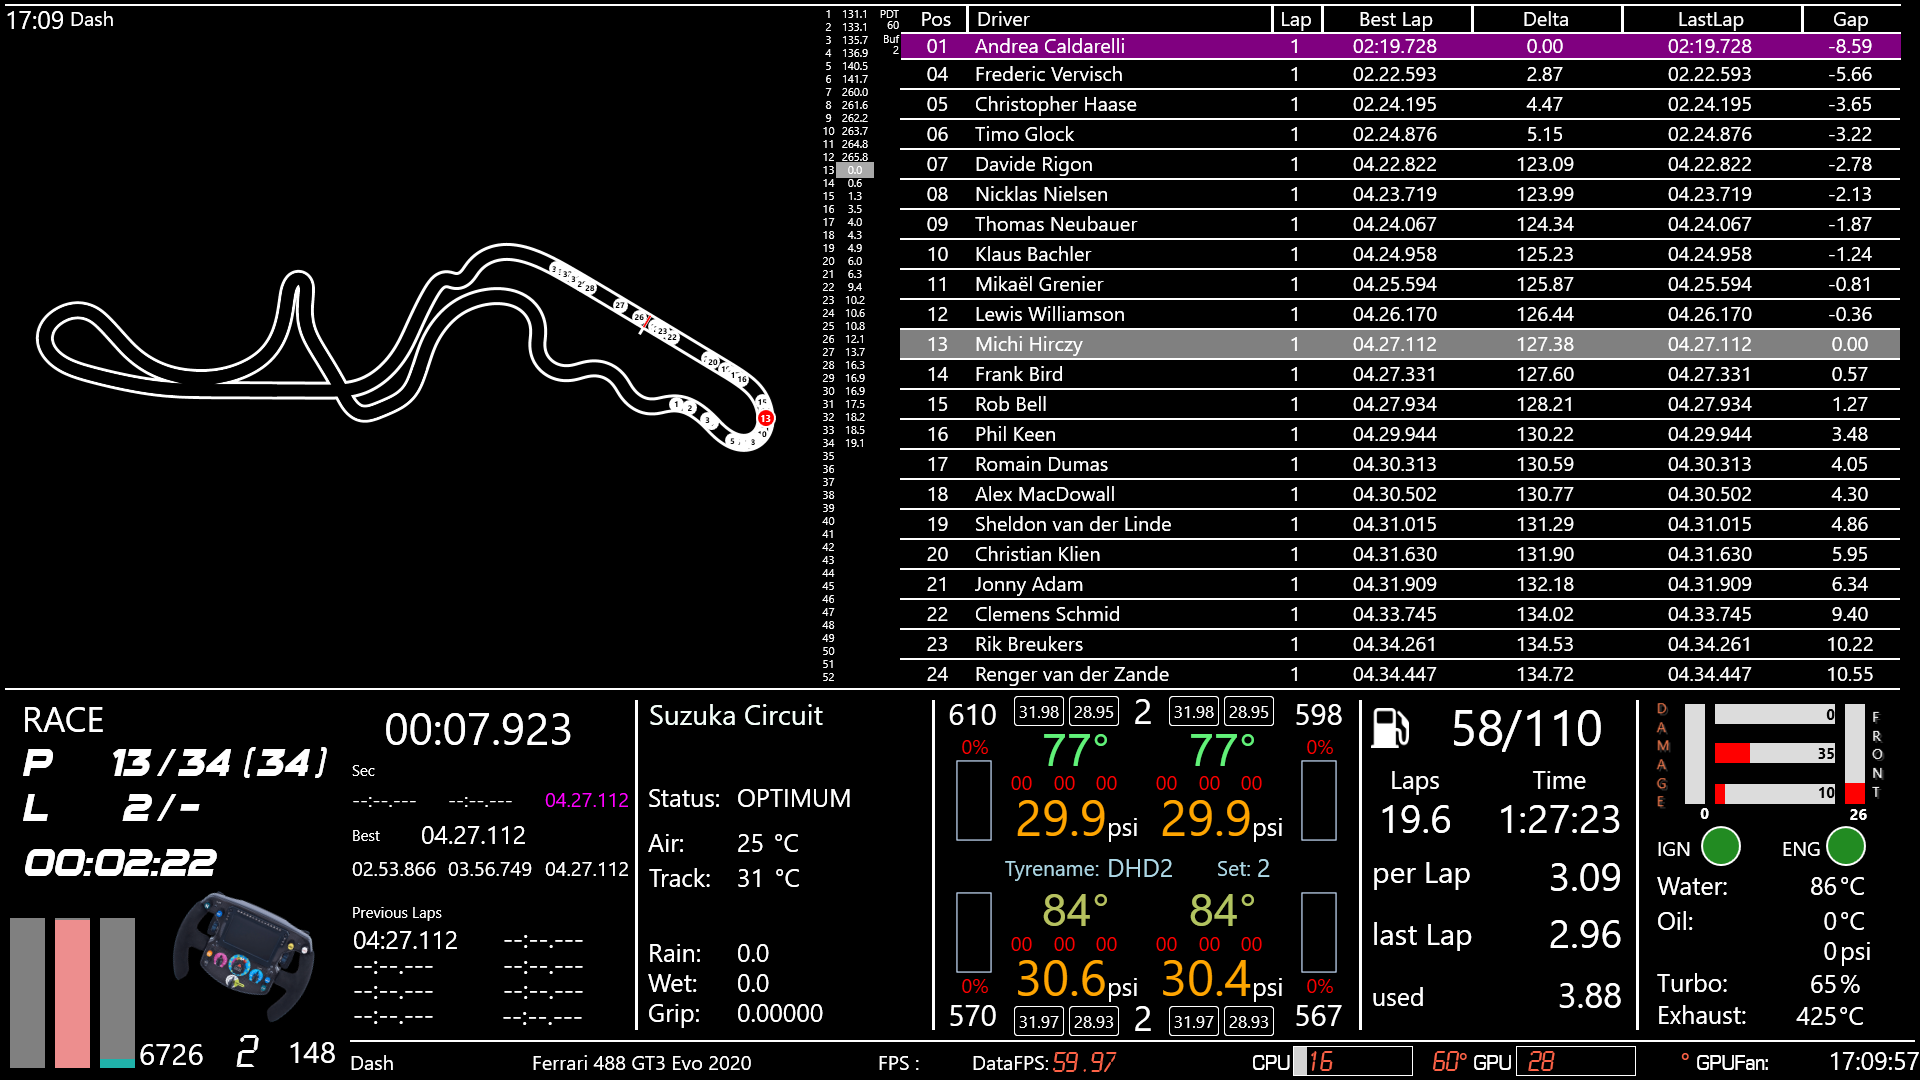 17:09 Dash
1 131.1 PDT
2 133.1 60
3 135.7 Buf
4 136.9 2
5 140.5
6 141.7
7 260.0
8 261.6
9 262.2
10 263.7
11 264.8
12 265.8
13 0.0
14 0.6
15 1.3
16 3.5
17 4.0
18 4.3
19 4.9
20 6.0
21 6.3
22 9.4
23 10.2
24 10.6
25 10.8
26 12.1
27 13.7
28 16.3
29 16.9
30 16.9
31 17.5
32 18.2
33 18.5
34 19.1
35
36
37
38
39
40
41
42
43
44
45
46
47
48
49
50
51
52
28
27
26
23
22
20
16
15
1
2
13
3
10
5
3
Pos Driver Lap Best Lap Delta LastLap Gap
01 Andrea Caldarelli 1 02:19.728 0.00 02:19.728 -8.59
04 Frederic Vervisch 1 02.22.593 2.87 02.22.593 -5.66
05 Christopher Haase 1 02.24.195 4.47 02.24.195 -3.65
06 Timo Glock 1 02.24.876 5.15 02.24.876 -3.22
07 Davide Rigon 1 04.22.822 123.09 04.22.822 -2.78
08 Nicklas Nielsen 1 04.23.719 123.99 04.23.719 -2.13
09 Thomas Neubauer 1 04.24.067 124.34 04.24.067 -1.87
10 Klaus Bachler 1 04.24.958 125.23 04.24.958 -1.24
11 Mikaël Grenier 1 04.25.594 125.87 04.25.594 -0.81
12 Lewis Williamson 1 04.26.170 126.44 04.26.170 -0.36
13 Michi Hirczy 1 04.27.112 127.38 04.27.112 0.00
14 Frank Bird 1 04.27.331 127.60 04.27.331 0.57
15 Rob Bell 1 04.27.934 128.21 04.27.934 1.27
16 Phil Keen 1 04.29.944 130.22 04.29.944 3.48
17 Romain Dumas 1 04.30.313 130.59 04.30.313 4.05
18 Alex MacDowall 1 04.30.502 130.77 04.30.502 4.30
19 Sheldon van der Linde 1 04.31.015 131.29 04.31.015 4.86
20 Christian Klien 1 04.31.630 131.90 04.31.630 5.95
21 Jonny Adam 1 04.31.909 132.18 04.31.909 6.34
22 Clemens Schmid 1 04.33.745 134.02 04.33.745 9.40
23 Rik Breukers 1 04.34.261 134.53 04.34.261 10.22
24 Renger van der Zande 1 04.34.447 134.72 04.34.447 10.55
RACE
P 13/34 (34)
L 2/-
00:02:22
6726 2 148
00:07.923
Sec
--:--.--- --:--.--- 04.27.112
Best 04.27.112
02.53.866 03.56.749 04.27.112
Previous Laps
04:27.112 --:--.---
--:--.--- --:--.---
--:--.--- --:--.---
--:--.--- --:--.---
Suzuka Circuit
Status: OPTIMUM
Air: 25 °C
Track: 31 °C
Rain: 0.0
Wet: 0.0
Grip: 0.00000
610 31.98 28.95 2 31.98 28.95 598
0% 77° 77° 0%
00 00 00 00 00 00
29.9psi 29.9psi
Tyrename: DHD2 Set: 2
84° 84°
00 00 00 00 00 00
0% 30.6psi 30.4psi 0%
570 31.97 28.93 2 31.97 28.93 567
58/110
Laps Time
19.6 1:27:23
per Lap 3.09
last Lap 2.96
used 3.88
DAMAGE
0
35
10
FRONT
0 26
IGN ENG
Water: 86°C
Oil: 0°C
0psi
Turbo: 65%
Exhaust: 425°C
Dash Ferrari 488 GT3 Evo 2020 FPS : DataFPS: 59.97 CPU 16 60° GPU 28 ° GPUFan: 17:09:57